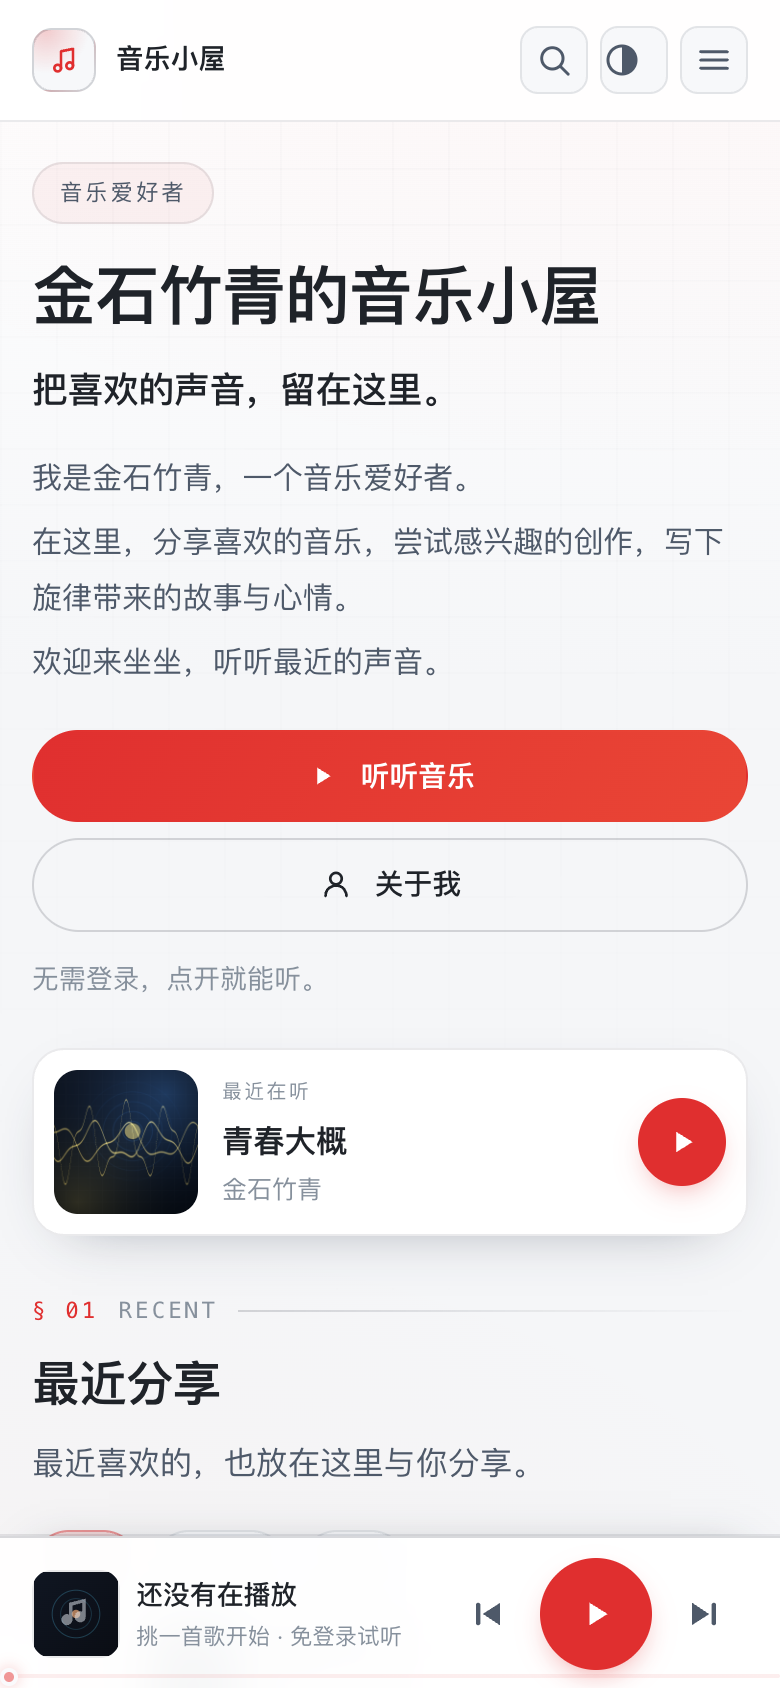 音乐小屋
音乐爱好者
金石竹青的音乐小屋
把喜欢的声音，留在这里。
我是金石竹青，一个音乐爱好者。
在这里，分享喜欢的音乐，尝试感兴趣的创作，写下
旋律带来的故事与心情。
欢迎来坐坐，听听最近的声音。
听听音乐
关于我
无需登录，点开就能听。
最近在听
青春大概
金石竹青
§ 01 RECENT
最近分享
最近喜欢的，也放在这里与你分享。
还没有在播放
挑一首歌开始 · 免登录试听